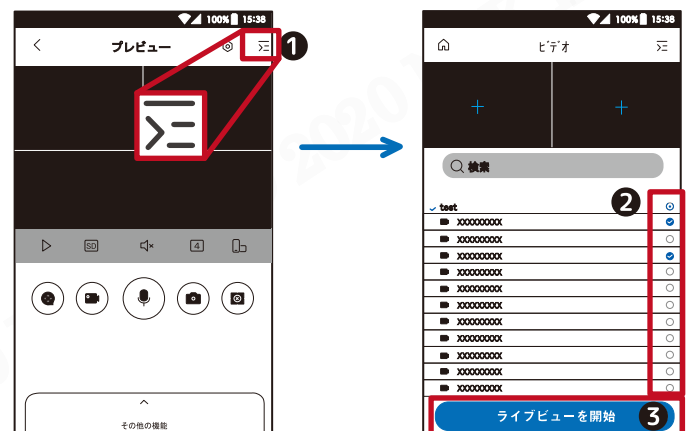 100% 15:38
プレビュー
1
SD
4
その他の機能
100% 15:38
ビデオ
検索
2
test
XXXXXXXXX
XXXXXXXXX
XXXXXXXXX
XXXXXXXXX
XXXXXXXXX
XXXXXXXXX
XXXXXXXXX
XXXXXXXXX
XXXXXXXXX
XXXXXXXXX
XXXXXXXXX
ライブビューを開始
3